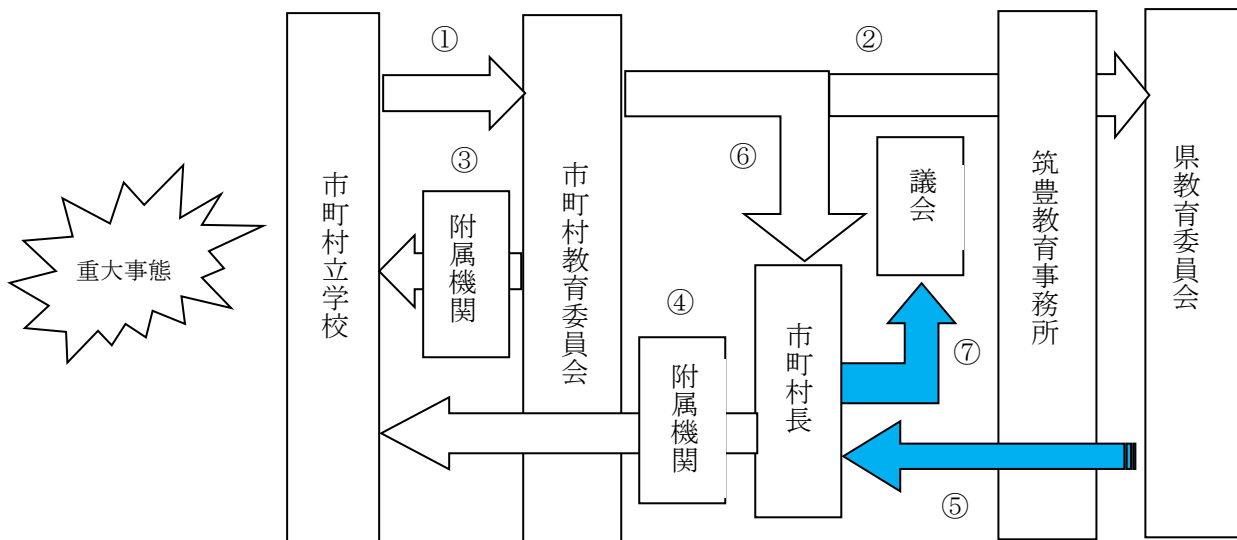 ①
②
重大事態
市町村立学校
③
附属機関
市町村教育委員会
⑥
議会
筑豊教育事務所
県教育委員会
④
附属機関
市町村長
⑦
⑤